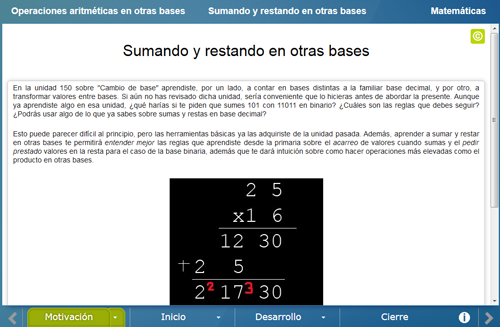 Operaciones aritméticas en otras bases Sumando y restando en otras bases Matemáticas
©
Sumando y restando en otras bases
En la unidad 150 sobre "Cambio de base" aprendiste, por un lado, a contar en bases distintas a la familiar base decimal, y por otro, a
transformar valores entre bases. Si aún no has revisado dicha unidad, sería conveniente que lo hicieras antes de abordar la presente. Aunque
ya aprendiste algo en esa unidad, ¿qué harías si te piden que sumes 101 con 11011 en binario? ¿Cuáles son las reglas que debes seguir?
¿Podrás usar algo de lo que ya sabes sobre sumas y restas en base decimal?
Esto puede parecer difícil al principio, pero las herramientas básicas ya las adquiriste de la unidad pasada. Además, aprender a sumar y restar
en otras bases te permitirá entender mejor las reglas que aprendiste desde la primaria sobre el acarreo de valores cuando sumas y el pedir
prestado valores en la resta para el caso de la base binaria, además que te dará intuición sobre como hacer operaciones más elevadas como el
producto en otras bases.
2 5
x1 6
12 30
+2 5
2 2 17 3 30
Motivación Inicio Desarrollo Cierre i